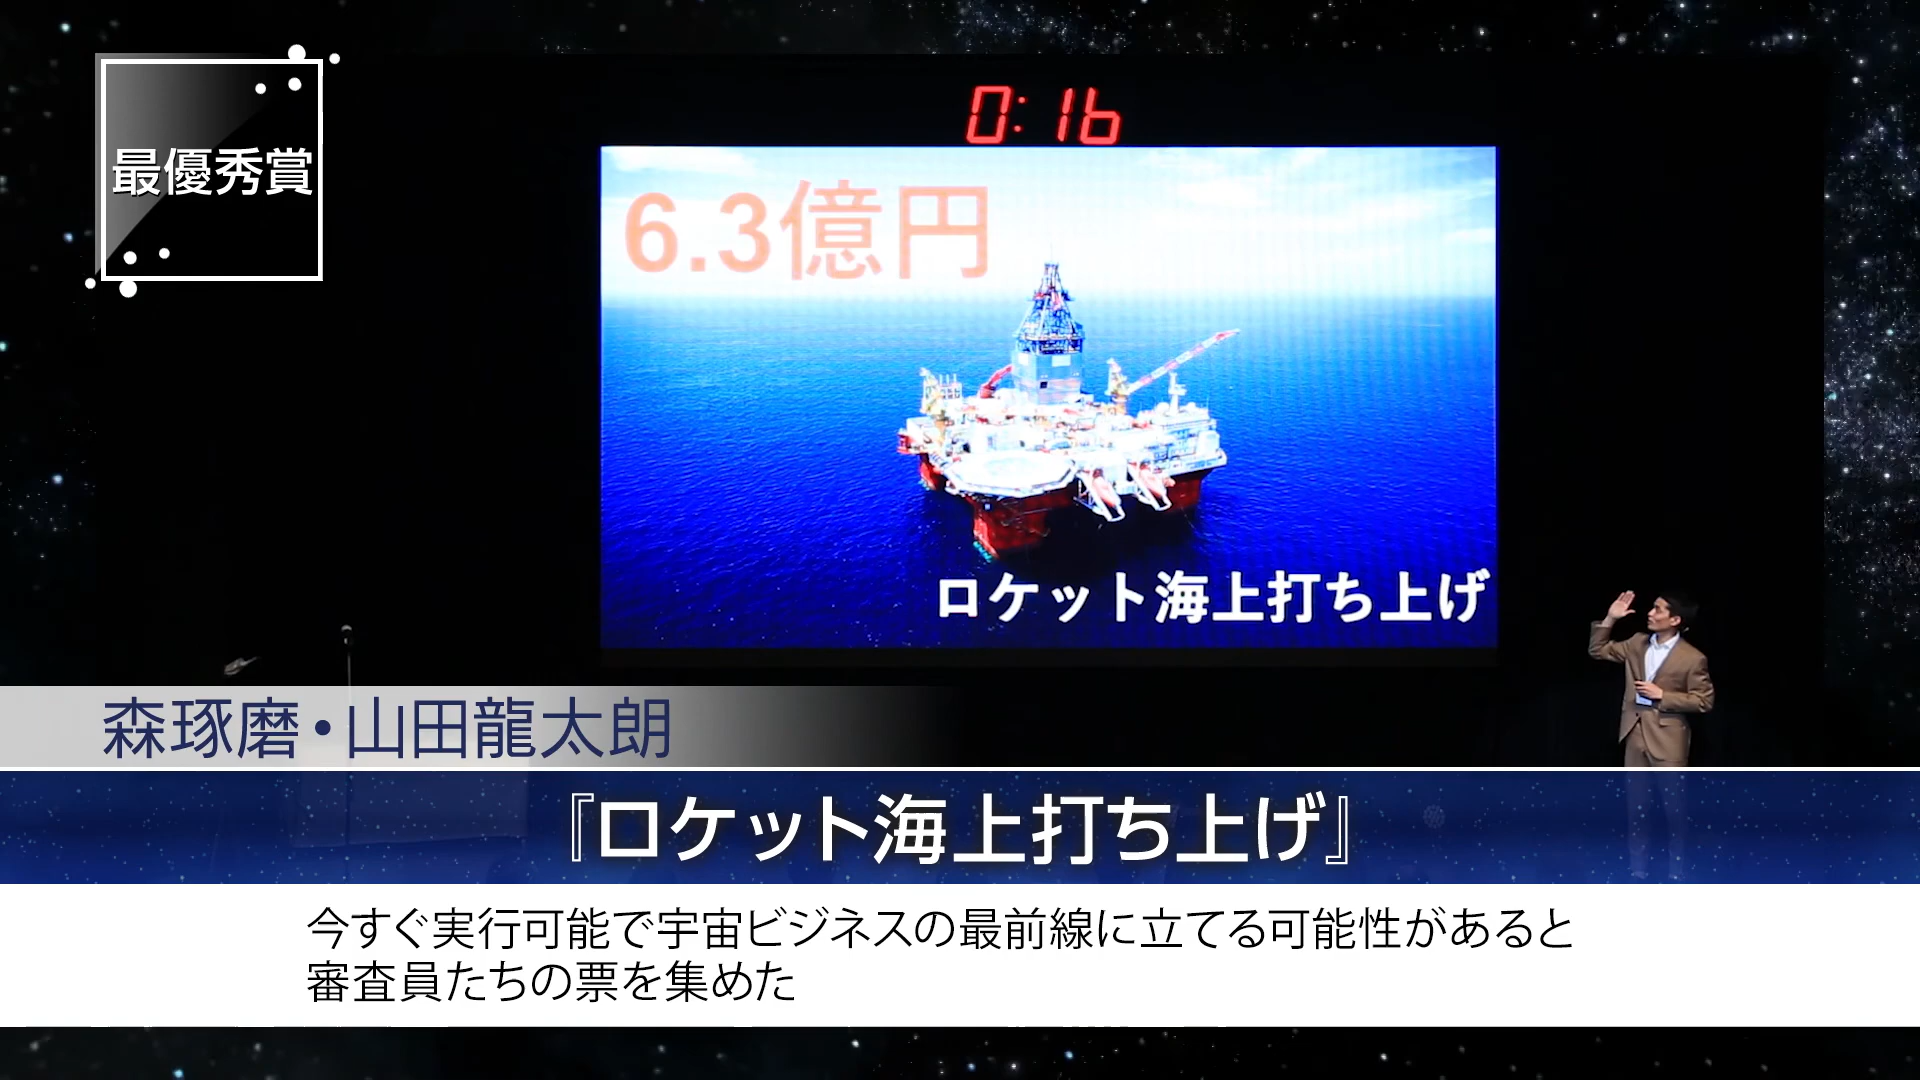 最優秀賞
0:16
6.3億円
ロケット海上打ち上げ
森琢磨・山田龍太朗
『ロケット海上打ち上げ』
今すぐ実行可能で宇宙ビジネスの最前線に立てる可能性があると
審査員たちの票を集めた